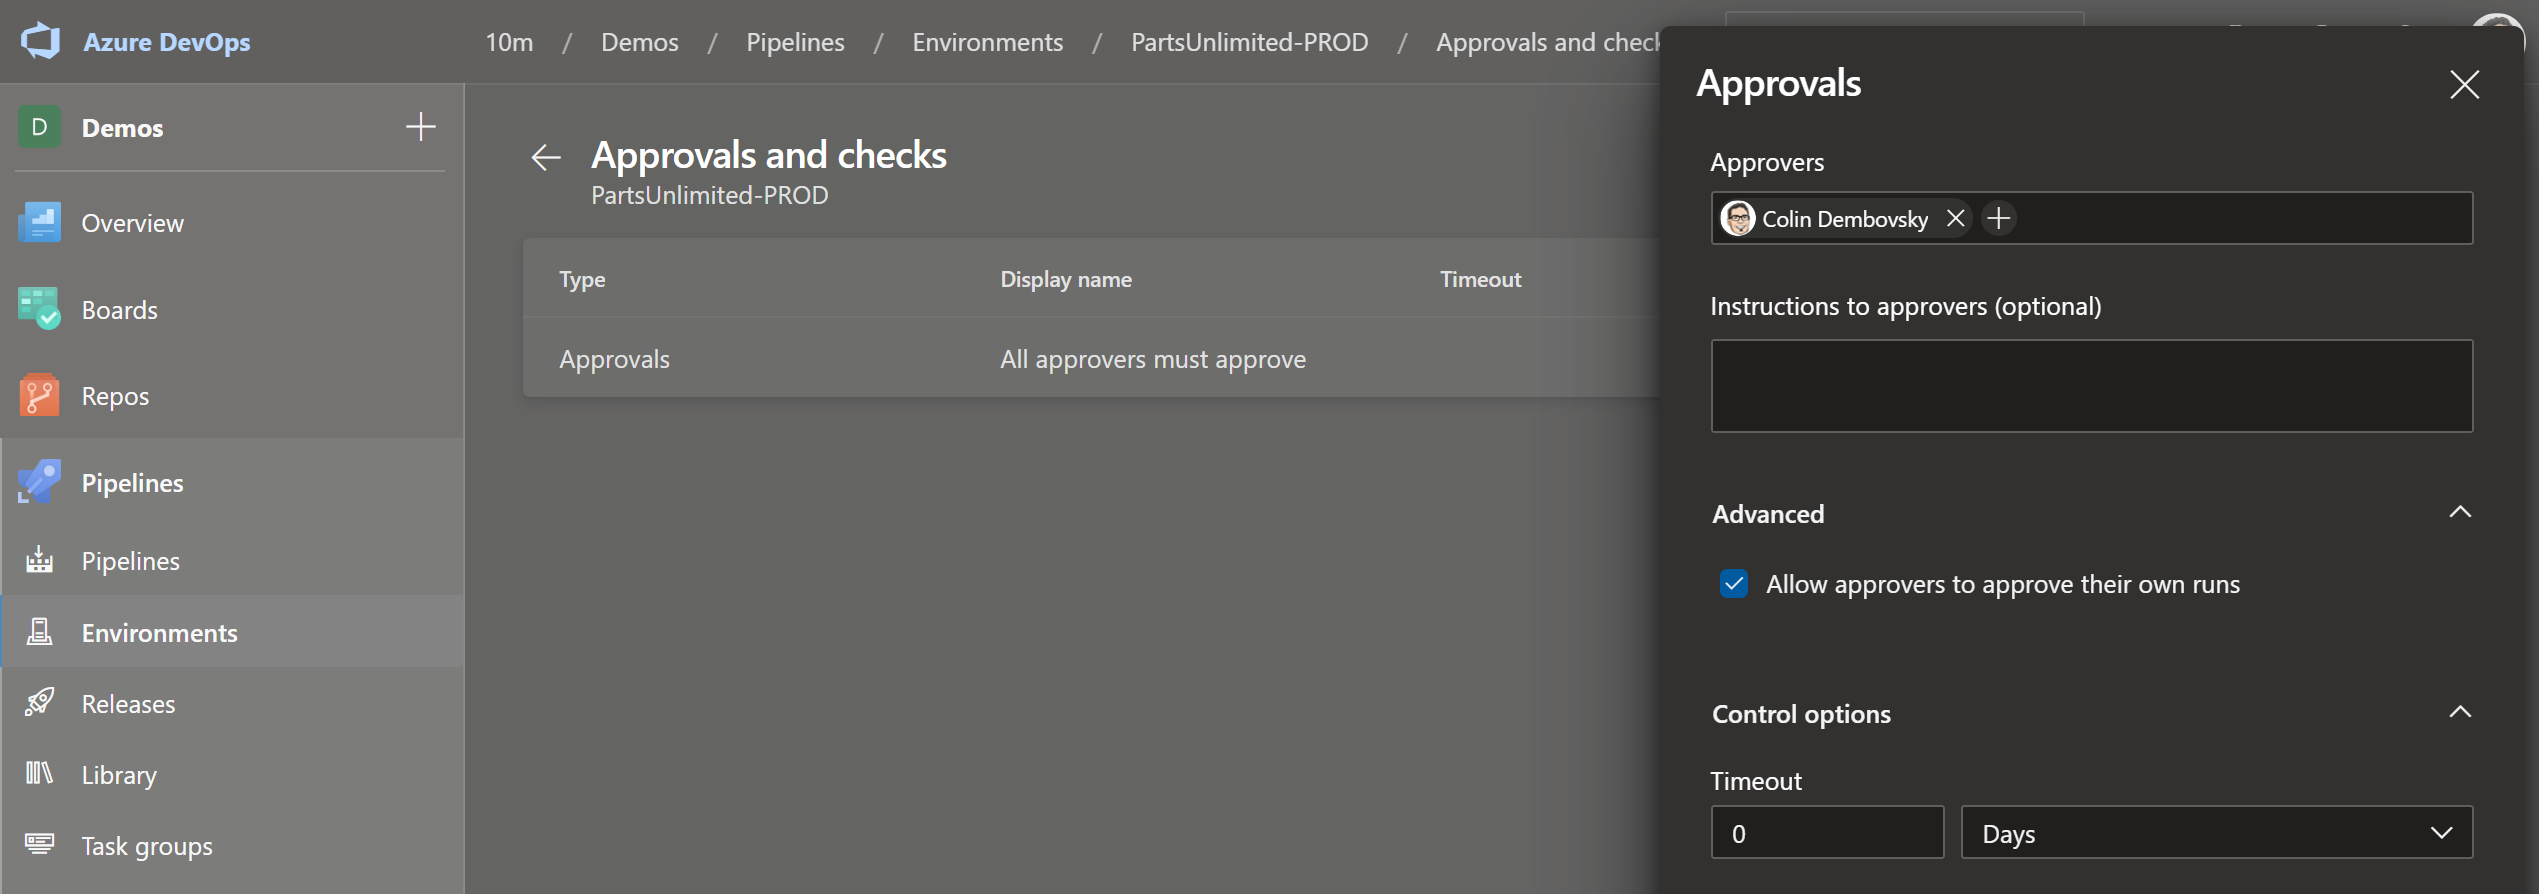 Azure DevOps
10m / Demos / Pipelines / Environments / PartsUnlimited-PROD / Approvals and check
D Demos
Overview
Boards
Repos
Pipelines
Pipelines
Environments
Releases
Library
Task groups
Approvals and checks
PartsUnlimited-PROD
Type Display name Timeout
Approvals All approvers must approve
Approvals
Approvers
Colin Dembovsky
Instructions to approvers (optional)
Advanced
Allow approvers to approve their own runs
Control options
Timeout
0 Days